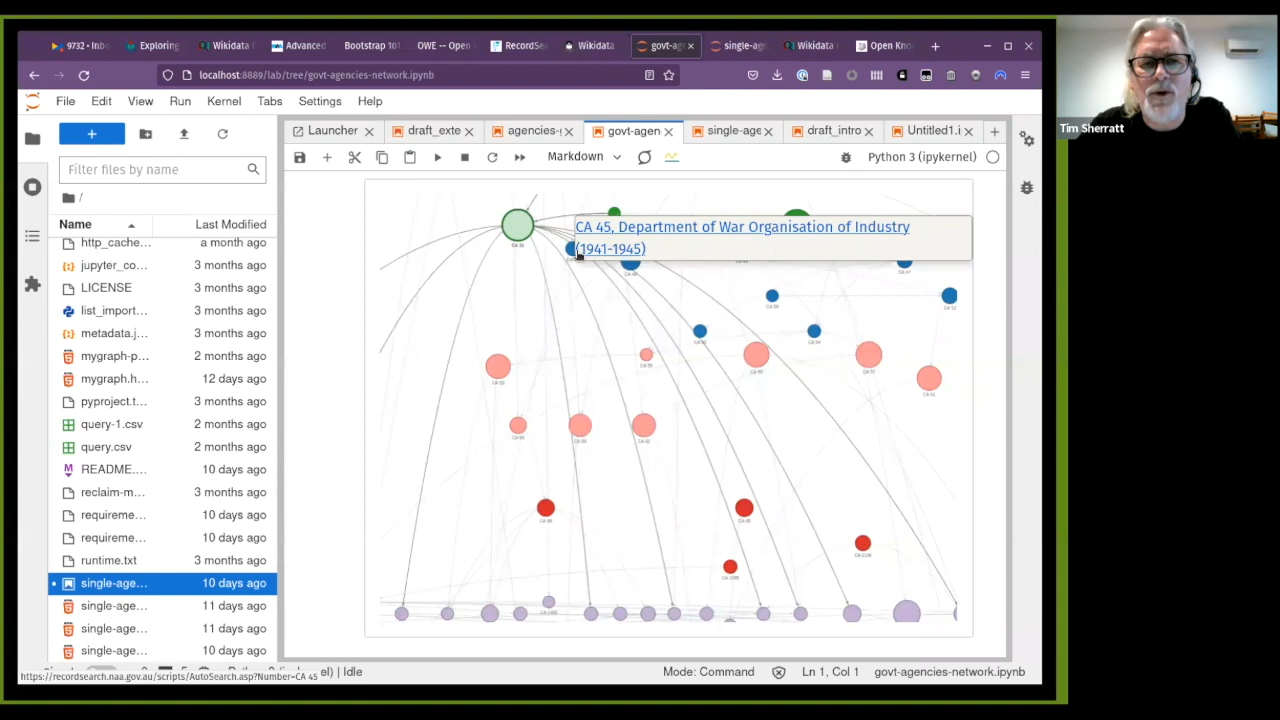 9732 • Inb
Exploring
Wikidata
Advanced
Bootstrap 101
OWE -- Open
RecordSe
Wikidata
govt-ag
single-ag
Wikidata
Open Kno
localhost:8889/lab/tree/govt-agencies-network.ipynb
File Edit View Run Kernel Tabs Settings Help
Tim Sherratt
Launcher
draft_exte
agencies-
govt-agen
single-age
draft_intro
Untitled1.i
Markdown
Python 3 (ipykernel)
Filter files by name
/
Name Last Modified
http_cache… a month ago
jupyter_co… 3 months ago
LICENSE 3 months ago
list_import… 3 months ago
metadata.j… 3 months ago
mygraph-p… 2 months ago
mygraph.h… 12 days ago
pyproject.t… 3 months ago
query-1.csv 2 months ago
query.csv 2 months ago
README.… 10 days ago
reclaim-m… 3 months ago
requireme… 10 days ago
requireme… 10 days ago
runtime.txt 3 months ago
single-age… 10 days ago
single-age… 11 days ago
single-age… 11 days ago
single-age… 10 days ago
CA 45, Department of War Organisation of Industry
(1941-1945)
https://recordsearch.naa.gov.au/scripts/AutoSearch.asp?Number=CA 45
el) | Idle
Mode: Command
Ln 1, Col 1
govt-agencies-network.ipynb